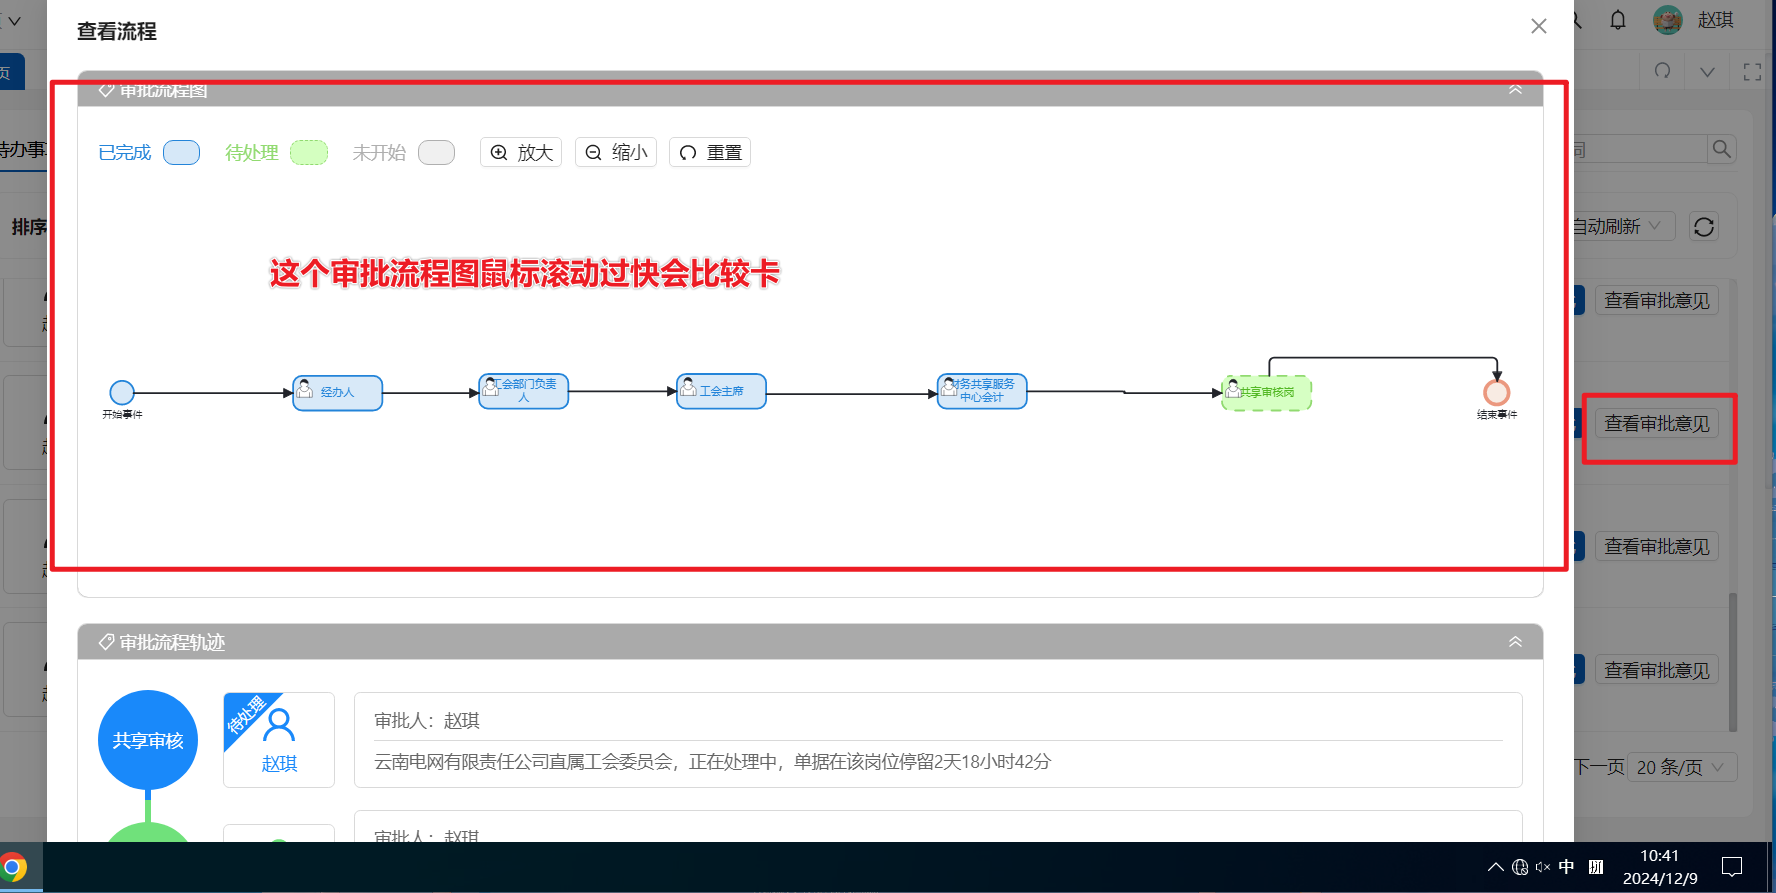 查看流程
赵琪
页
审批流程图
待办事
已完成
待处理
未开始
放大
缩小
重置
词
排序
自动刷新
这个审批流程图鼠标滚动过快会比较卡
查看审批意见
开始事件
经办人
工会部门负责
人
工会主席
财务共享服务
中心会计
共享审核岗
结束事件
查看审批意见
查看审批意见
审批流程轨迹
查看审批意见
共享审核
待处理
赵琪
审批人：赵琪
云南电网有限责任公司直属工会委员会，正在处理中，单据在该岗位停留2天18小时42分
下一页
20 条/页
审批人：赵琪
中
拼
10:41
2024/12/9